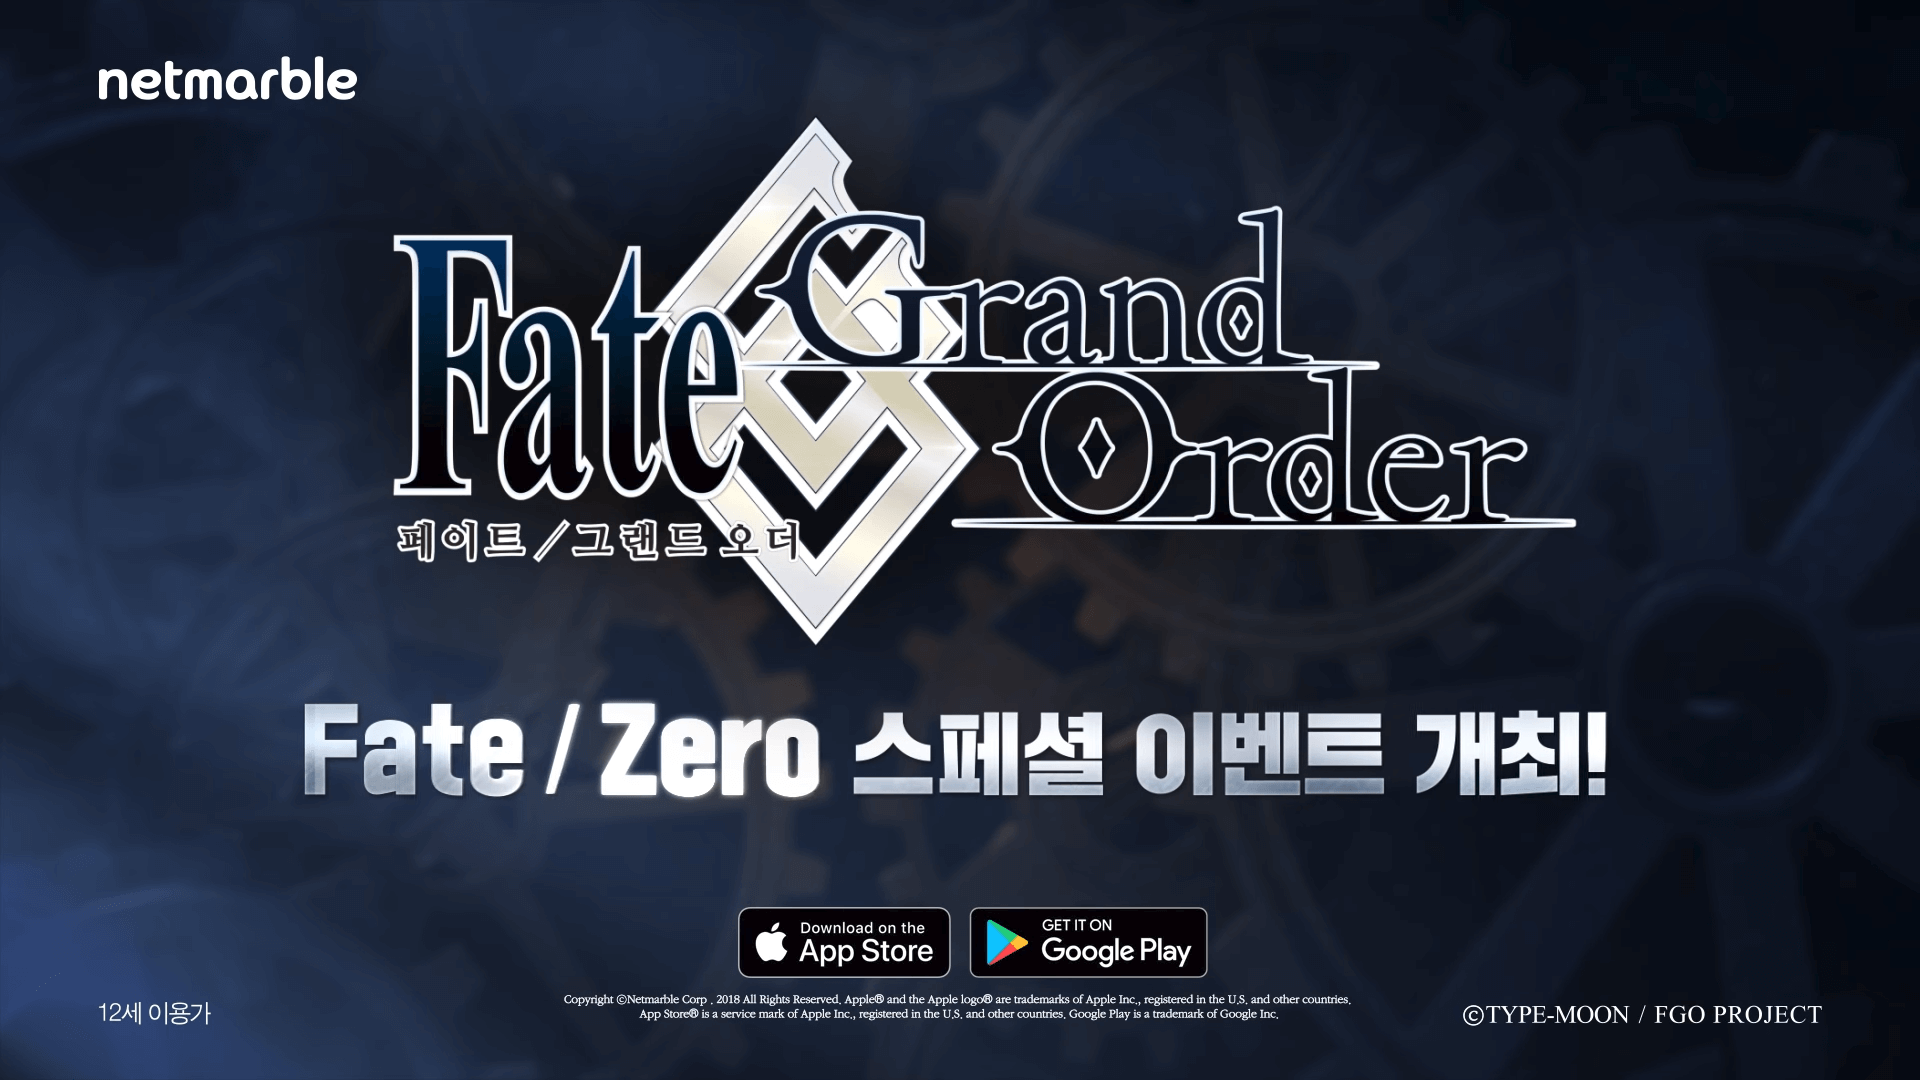 netmarble
Fate
Grand
Order
페이트/그랜드 오더
Fate / Zero 스페셜 이벤트 개최!
Download on the
App Store
GET IT ON
Google Play
12세 이용가
Copyright ©Netmarble Corp . 2018 All Rights Reserved. Apple® and the Apple logo® are trademarks of Apple Inc., registered in the U.S. and other countries.
App Store® is a service mark of Apple Inc., registered in the U.S. and other countries. Google Play is a trademark of Google Inc.
©TYPE-MOON / FGO PROJECT